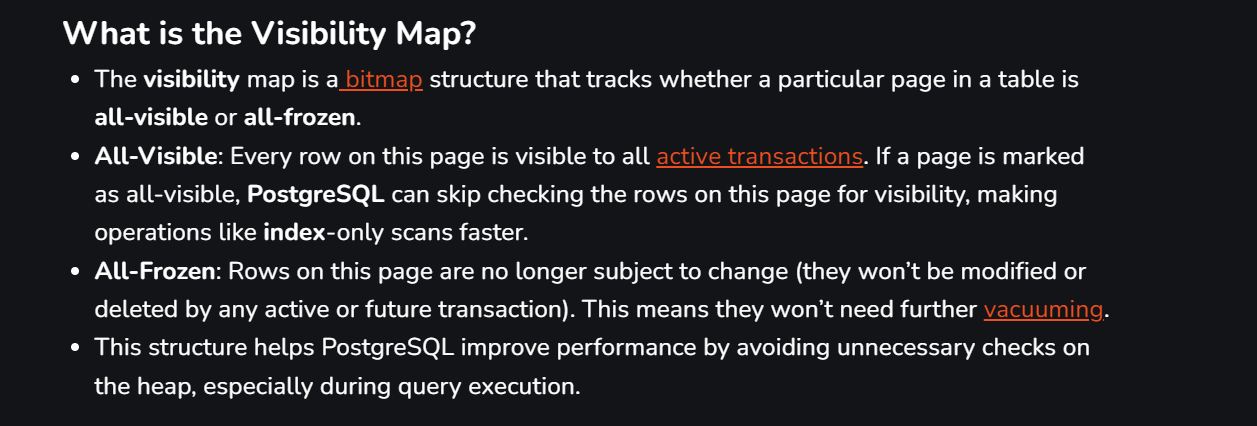 What is the Visibility Map?
• The visibility map is a bitmap structure that tracks whether a particular page in a table is
all-visible or all-frozen.
• All-Visible: Every row on this page is visible to all active transactions. If a page is marked
as all-visible, PostgreSQL can skip checking the rows on this page for visibility, making
operations like index-only scans faster.
• All-Frozen: Rows on this page are no longer subject to change (they won’t be modified or
deleted by any active or future transaction). This means they won’t need further vacuuming.
• This structure helps PostgreSQL improve performance by avoiding unnecessary checks on
the heap, especially during query execution.